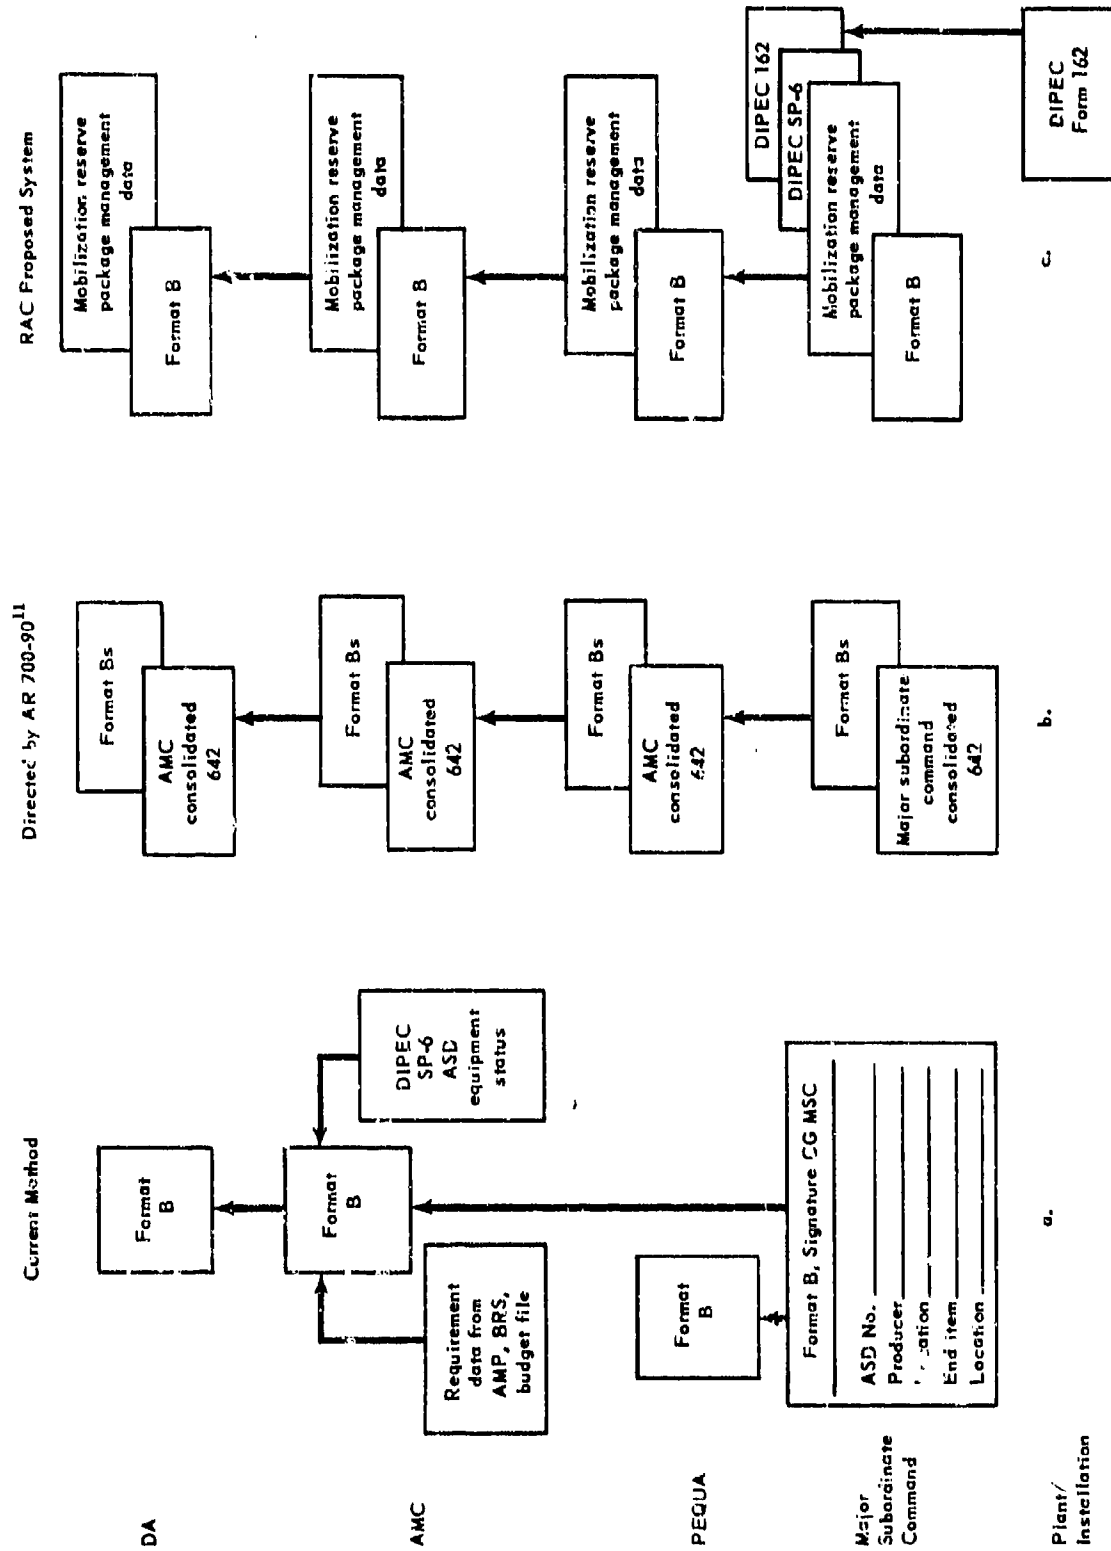 Current Method
DA
Format
B
AMC
Requirement
data from
AMP, BRS,
budget file
Format
B
DIPEC
SP-6
ASD
equipment
status
PEQUA
Format
B
Major
Subordinate
Command
Format B, Signature CG MSC
ASD No.
Producer
End item
Location
Plant/
Installation
a.
Directed by AR 700-90¹¹
Format Bs
AMC
consolidated
642
Format Bs
AMC
consolidated
642
Format Bs
AMC
consolidated
642
Format Bs
Major subordinate
command
consolidated
642
b.
RAC Proposed System
Mobilization reserve
package management
data
Format B
Mobilization reserve
package management
data
Format B
Mobilization reserve
package management
data
Format B
DIPEC 162
DIPEC SP-6
Mobilization reserve
package management
data
Format B
DIPEC
Form 162
c.